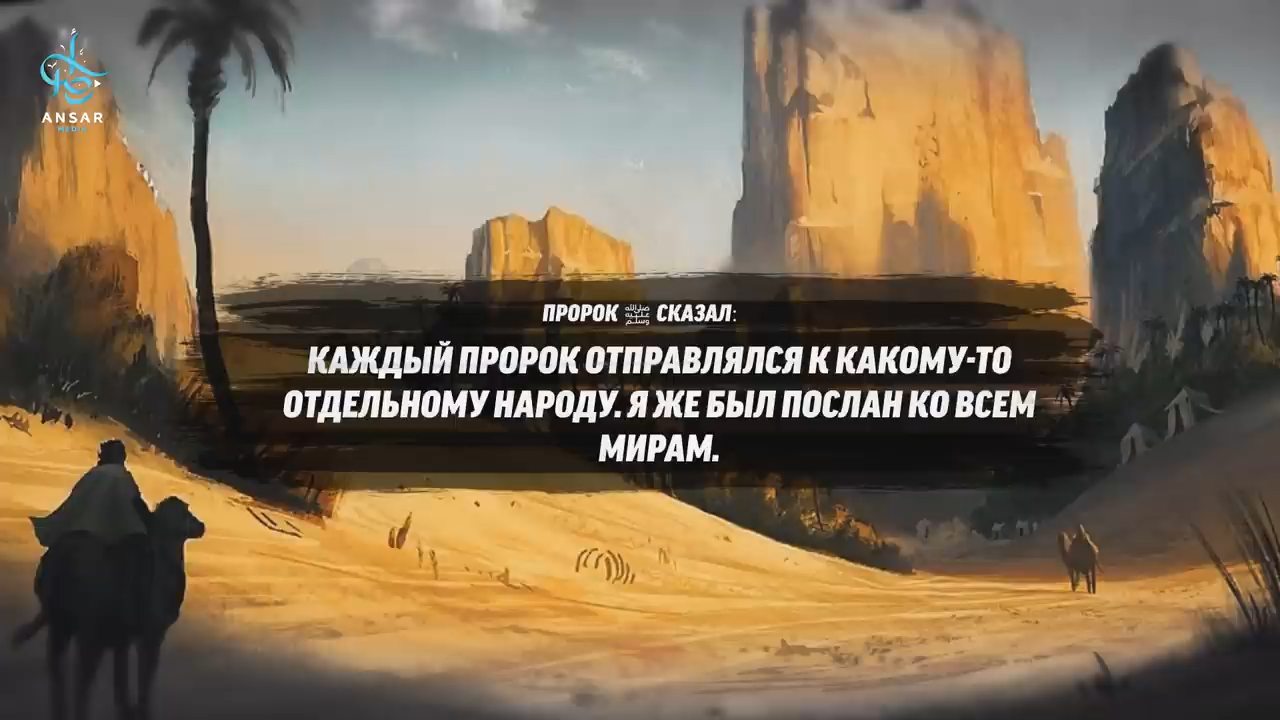 ANSAR
MEDIA
ПРОРОК ﷺ СКАЗАЛ:
КАЖДЫЙ ПРОРОК ОТПРАВЛЯЛСЯ К КАКОМУ-ТО
ОТДЕЛЬНОМУ НАРОДУ. Я ЖЕ БЫЛ ПОСЛАН КО ВСЕМ
МИРАМ.